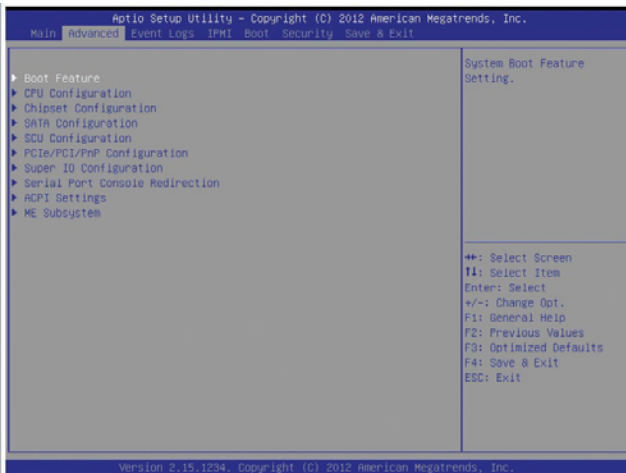 Aptio Setup Utility - Copyright (C) 2012 American Megatrends, Inc.
Main Advanced Event Logs IPMI Boot Security Save & Exit
▶ Boot Feature
▶ CPU Configuration
▶ Chipset Configuration
▶ SATA Configuration
▶ SCU Configuration
▶ PCIe/PCI/PnP Configuration
▶ Super IO Configuration
▶ Serial Port Console Redirection
▶ ACPI Settings
▶ ME Subsystem
System Boot Feature
Setting.
→←: Select Screen
↑↓: Select Item
Enter: Select
+/-: Change Opt.
F1: General Help
F2: Previous Values
F3: Optimized Defaults
F4: Save & Exit
ESC: Exit
Version 2.15.1234. Copyright (C) 2012 American Megatrends, Inc.